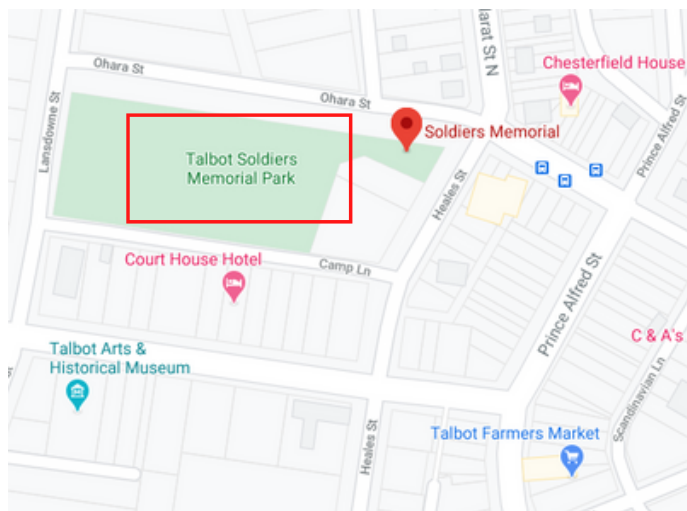 Ohara St
Ohara St
arat St N
Chesterfield House
Lansdowne St
Soldiers Memorial
Talbot Soldiers
Memorial Park
Heales St
Prince Alfred St
Court House Hotel
Camp Ln
Prince Alfred St
Talbot Arts &
Historical Museum
C & A's
Scandinavian Ln
Talbot Farmers Market
Heales St